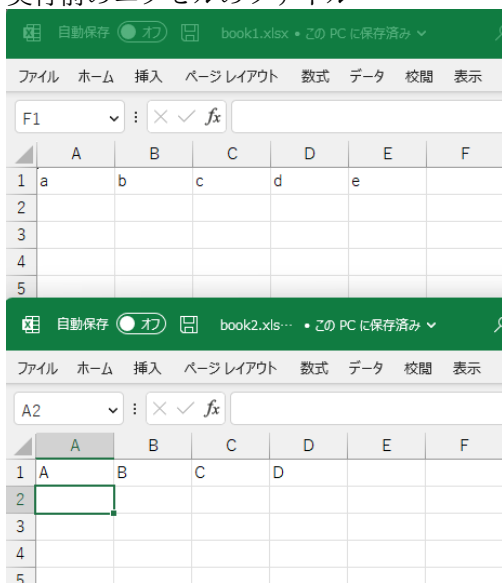 実行前のエクセルのファイル
自動保存 オフ book1.xlsx • この PC に保存済み
ファイル ホーム 挿入 ページ レイアウト 数式 データ 校閲 表示
F1 fx
A B C D E F
1 a b c d e
2
3
4
5
自動保存 オフ book2.xls… • この PC に保存済み
ファイル ホーム 挿入 ページ レイアウト 数式 データ 校閲 表示
A2 fx
A B C D E F
1 A B C D
2
3
4
5